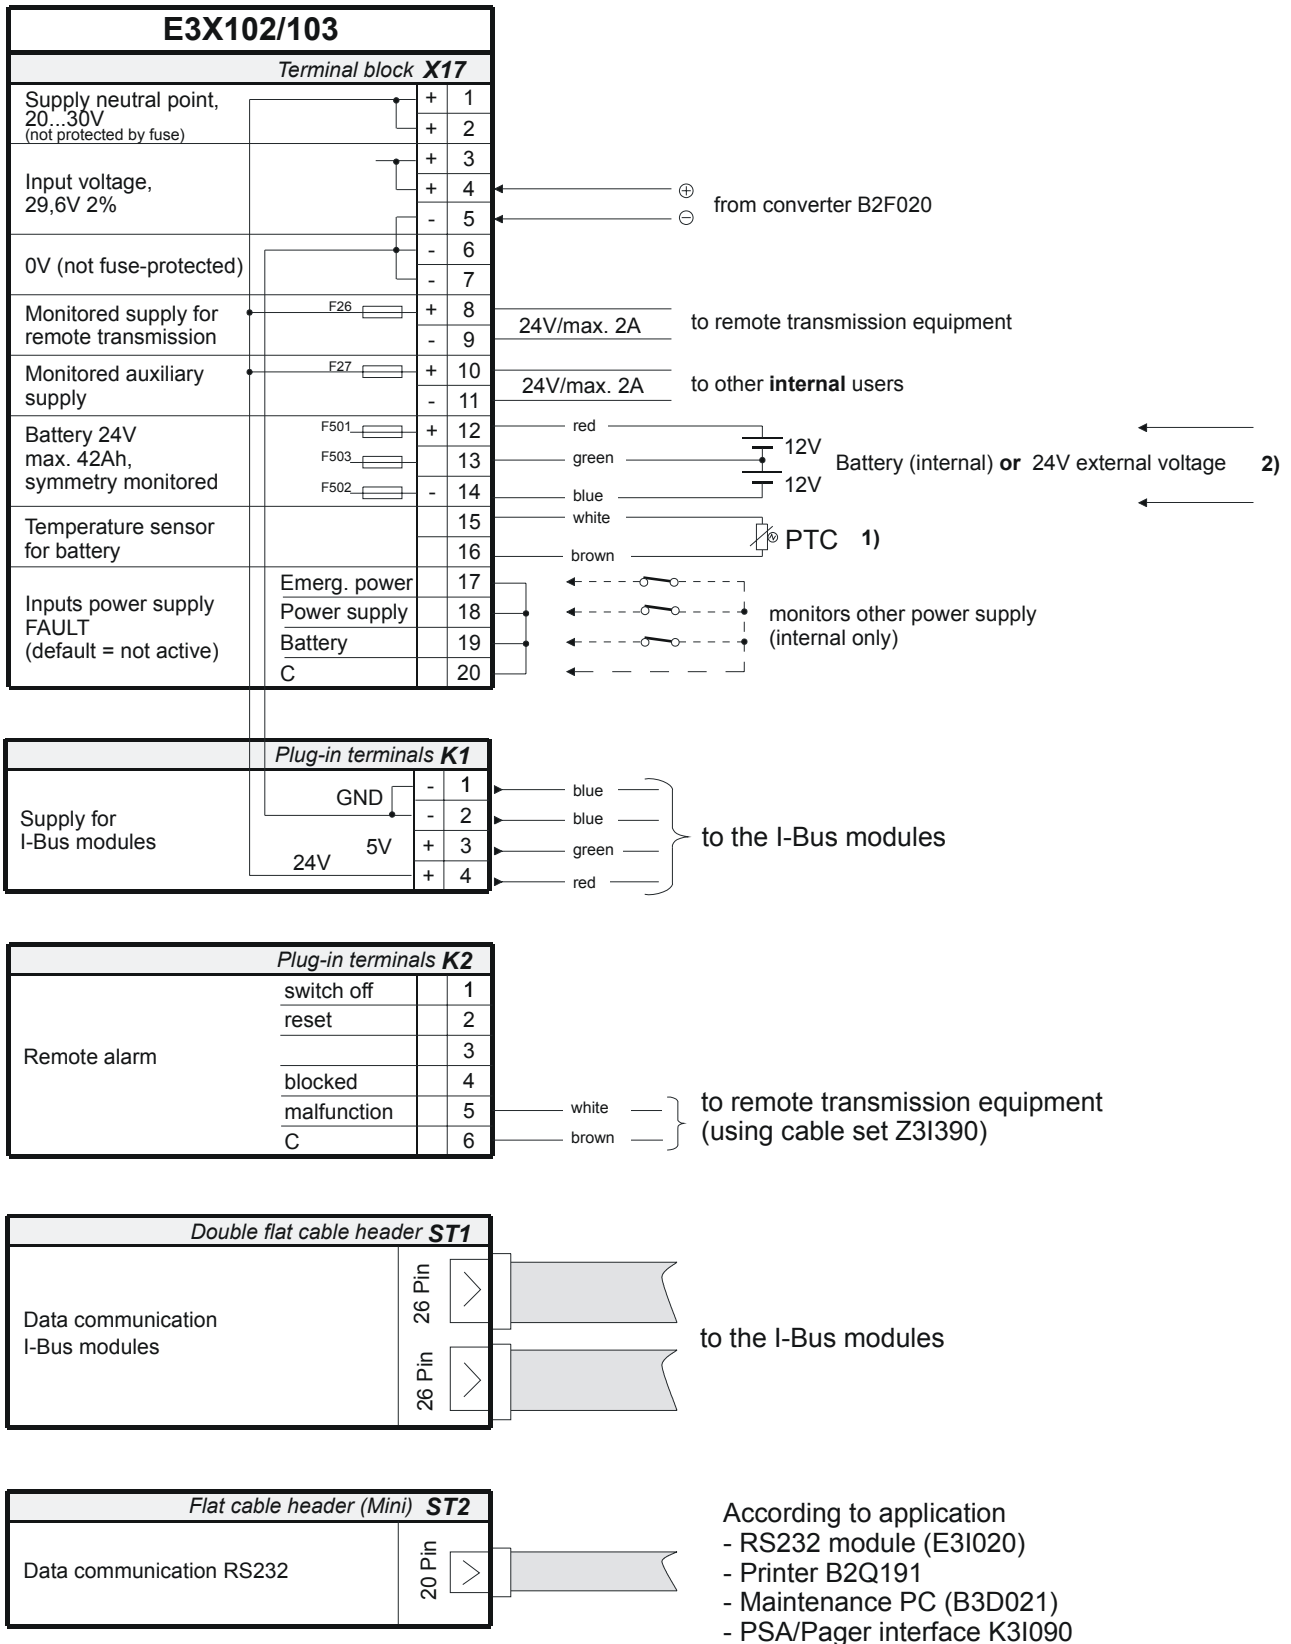 E3X102/103
Terminal block X17
Supply neutral point,
20...30V
(not protected by fuse)
+ 1
+ 2
Input voltage,
29,6V 2%
+ 3
+ 4
- 5
⊕
⊖
from converter B2F020
0V (not fuse-protected)
- 6
- 7
Monitored supply for
remote transmission
F26
+ 8
- 9
24V/max. 2A
to remote transmission equipment
Monitored auxiliary
supply
F27
+ 10
- 11
24V/max. 2A
to other internal users
Battery 24V
max. 42Ah,
symmetry monitored
F501 + 12 red
F503 13 green
F502 - 14 blue
12V
12V
Battery (internal) or 24V external voltage 2)
Temperature sensor
for battery
15 white
16 brown
PTC 1)
Inputs power supply
FAULT
(default = not active)
Emerg. power 17
Power supply 18
Battery 19
C 20
monitors other power supply
(internal only)
Plug-in terminals K1
Supply for
I-Bus modules
GND
5V
24V
- 1 blue
- 2 blue
+ 3 green
+ 4 red
to the I-Bus modules
Plug-in terminals K2
Remote alarm
switch off 1
reset 2
3
blocked 4
malfunction 5 white
C 6 brown
to remote transmission equipment
(using cable set Z3I390)
Double flat cable header ST1
Data communication
I-Bus modules
26 Pin
26 Pin
to the I-Bus modules
Flat cable header (Mini) ST2
Data communication RS232
20 Pin
According to application
- RS232 module (E3I020)
- Printer B2Q191
- Maintenance PC (B3D021)
- PSA/Pager interface K3I090